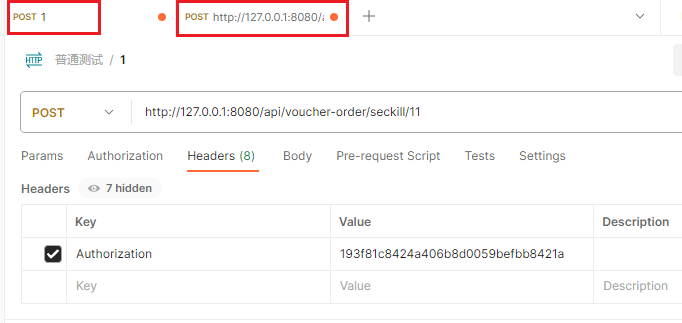 POST 1 POST http://127.0.0.1:8080/a
HTTP 普通测试 / 1
POST http://127.0.0.1:8080/api/voucher-order/seckill/11
Params Authorization Headers (8) Body Pre-request Script Tests Settings
Headers 7 hidden
Key Value Description
Authorization 193f81c8424a406b8d0059befbb8421a
Key Value Description